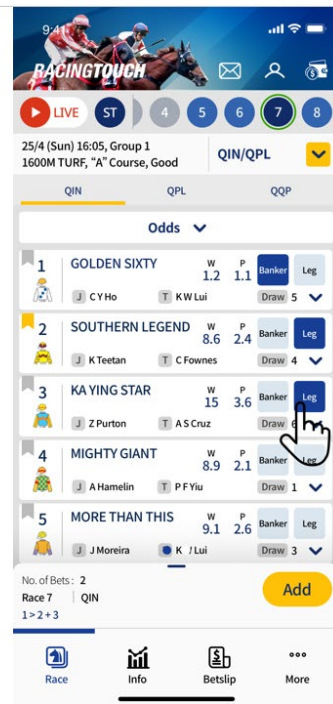 9:41
RACINGTOUCH
LIVE ST 4 5 6 7 8
25/4 (Sun) 16:05, Group 1
1600M TURF, “A” Course, Good
QIN/QPL
QIN QPL QQP
Odds
1 GOLDEN SIXTY W 1.2 P 1.1 Banker Leg
J C Y Ho T K W Lui Draw 5
2 SOUTHERN LEGEND W 8.6 P 2.4 Banker Leg
J K Teetan T C Fownes Draw 4
3 KA YING STAR W 15 P 3.6 Banker Leg
J Z Purton T A S Cruz Draw
4 MIGHTY GIANT W 8.9 P 2.1 Banker Leg
J A Hamelin T P F Yiu Draw 1
5 MORE THAN THIS W 9.1 P 2.6 Banker Leg
J J Moreira K Lui Draw 3
No. of Bets: 2
Race 7 QIN
1 > 2 + 3
Add
Race Info Betslip More